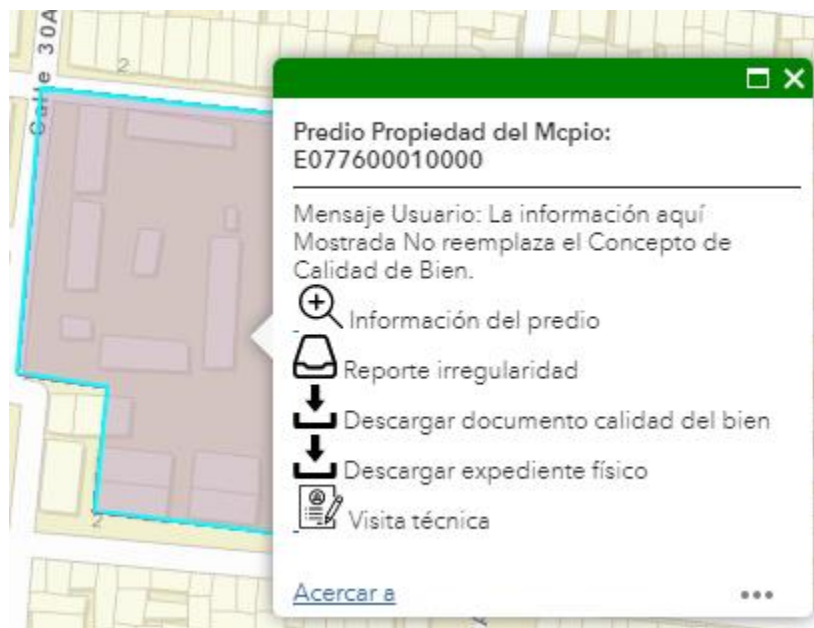 Calle 30A
2
Predio Propiedad del Mcpio:
E077600010000
Mensaje Usuario: La información aquí
Mostrada No reemplaza el Concepto de
Calidad de Bien.
Información del predio
Reporte irregularidad
Descargar documento calidad del bien
Descargar expediente físico
Visita técnica
2
Acercar a